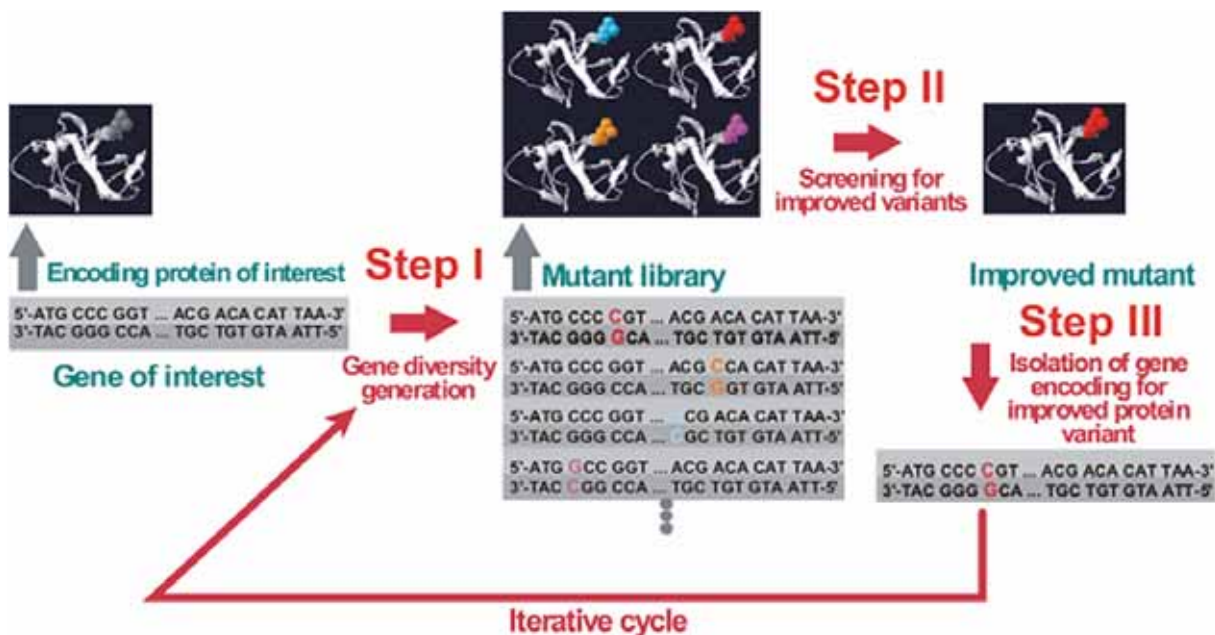 Step II
Screening for
improved variants
Encoding protein of interest
5'-ATG CCC GGT ... ACG ACA CAT TAA-3'
3'-TAC GGG CCA ... TGC TGT GTA ATT-5'
Gene of interest
Step I
Gene diversity
generation
Mutant library
5'-ATG CCC CGT ... ACG ACA CAT TAA-3'
3'-TAC GGG GCA ... TGC TGT GTA ATT-5'
5'-ATG CCC GGT ... ACG CCA CAT TAA-3'
3'-TAC GGG CCA ... TGC GGT GTA ATT-5'
5'-ATG CCC GGT ... CG ACA CAT TAA-3'
3'-TAC GGG CCA ... GC TGT GTA ATT-5'
5'-ATG GCC GGT ... ACG ACA CAT TAA-3'
3'-TAC CGG CCA ... TGC TGT GTA ATT-5'
Improved mutant
Step III
Isolation of gene
encoding for
improved protein
variant
5'-ATG CCC CGT ... ACG ACA CAT TAA-3'
3'-TAC GGG GCA ... TGC TGT GTA ATT-5'
Iterative cycle